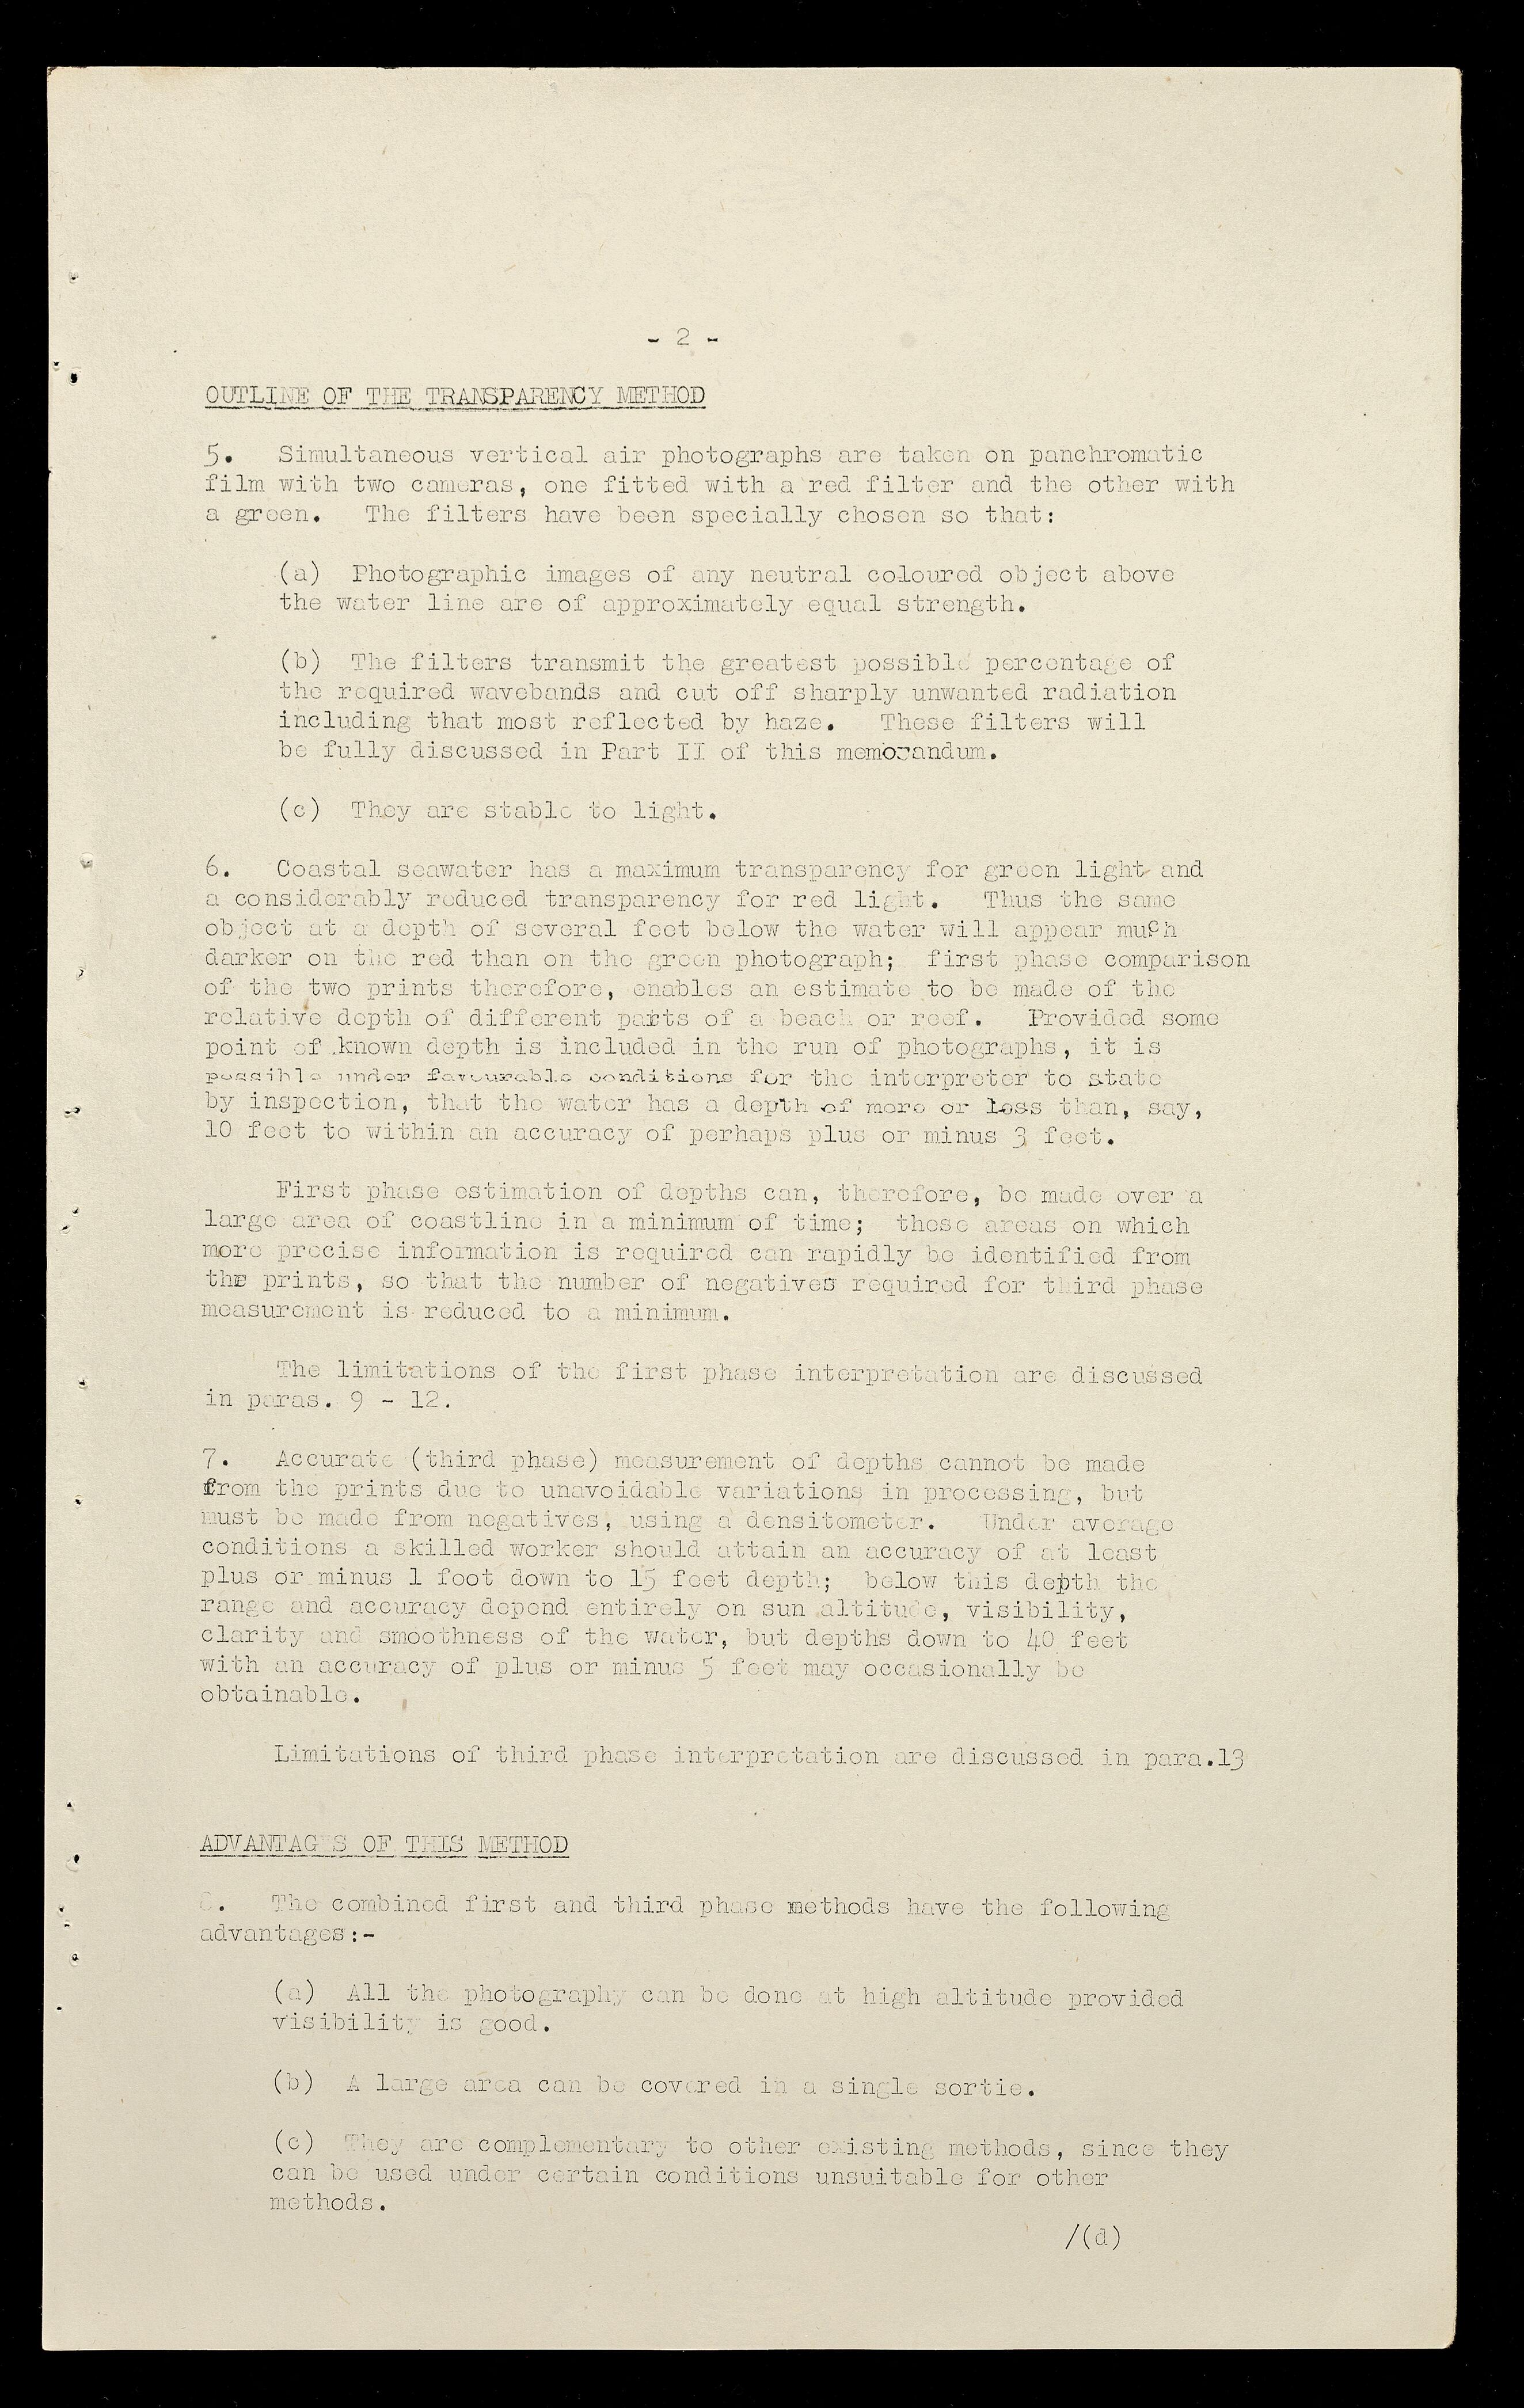 - 2 -
OUTLINE OF THE TRANSPARENCY METHOD
5. Simultaneous vertical air photographs are taken on panchromatic
film with two cameras, one fitted with a red filter and the other with
a green. The filters have been specially chosen so that:
(a) Photographic images of any neutral coloured object above
the water line are of approximately equal strength.
(b) The filters transmit the greatest possible percentage of
the required wavebands and cut off sharply unwanted radiation
including that most reflected by haze. These filters will
be fully discussed in Part II of this memorandum.
(c) They are stable to light.
6. Coastal seawater has a maximum transparency for green light and
a considerably reduced transparency for red light. Thus the same
object at a depth of several feet below the water will appear much
darker on the red than on the green photograph; first phase comparison
of the two prints therefore, enables an estimate to be made of the
relative depth of different parts of a beach or reef. Provided some
point of known depth is included in the run of photographs, it is
possible under favourable conditions for the interpreter to state
by inspection, that the water has a depth of more or less than, say,
10 feet to within an accuracy of perhaps plus or minus 3 feet.
First phase estimation of depths can, therefore, be made over a
large area of coastline in a minimum of time; those areas on which
more precise information is required can rapidly be identified from
the prints, so that the number of negatives required for third phase
measurement is reduced to a minimum.
The limitations of the first phase interpretation are discussed
in paras. 9 - 12.
7. Accurate (third phase) measurement of depths cannot be made
from the prints due to unavoidable variations in processing, but
must be made from negatives, using a densitometer. Under average
conditions a skilled worker should attain an accuracy of at least
plus or minus 1 foot down to 15 feet depth; below this depth the
range and accuracy depend entirely on sun altitude, visibility,
clarity and smoothness of the water, but depths down to 40 feet
with an accuracy of plus or minus 5 feet may occasionally be
obtainable.
Limitations of third phase interpretation are discussed in para.13
ADVANTAGES OF THIS METHOD
8. The combined first and third phase methods have the following
advantages:-
(a) All the photography can be done at high altitude provided
visibility is good.
(b) A large area can be covered in a single sortie.
(c) They are complementary to other existing methods, since they
can be used under certain conditions unsuitable for other
methods.
/(d)